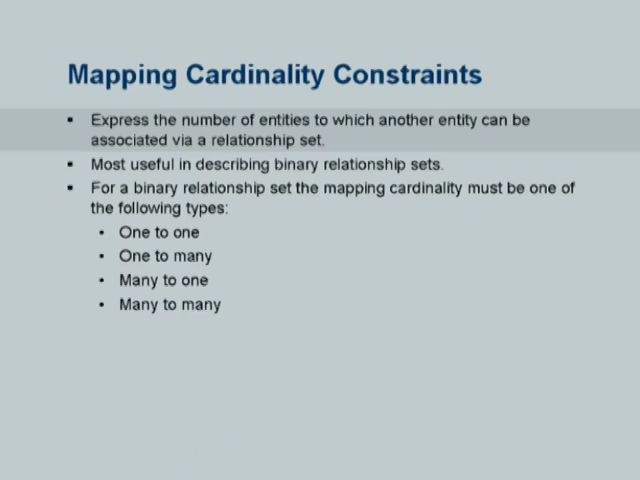 Mapping Cardinality Constraints
▪ Express the number of entities to which another entity can be
associated via a relationship set.
▪ Most useful in describing binary relationship sets.
▪ For a binary relationship set the mapping cardinality must be one of
the following types:
• One to one
• One to many
• Many to one
• Many to many